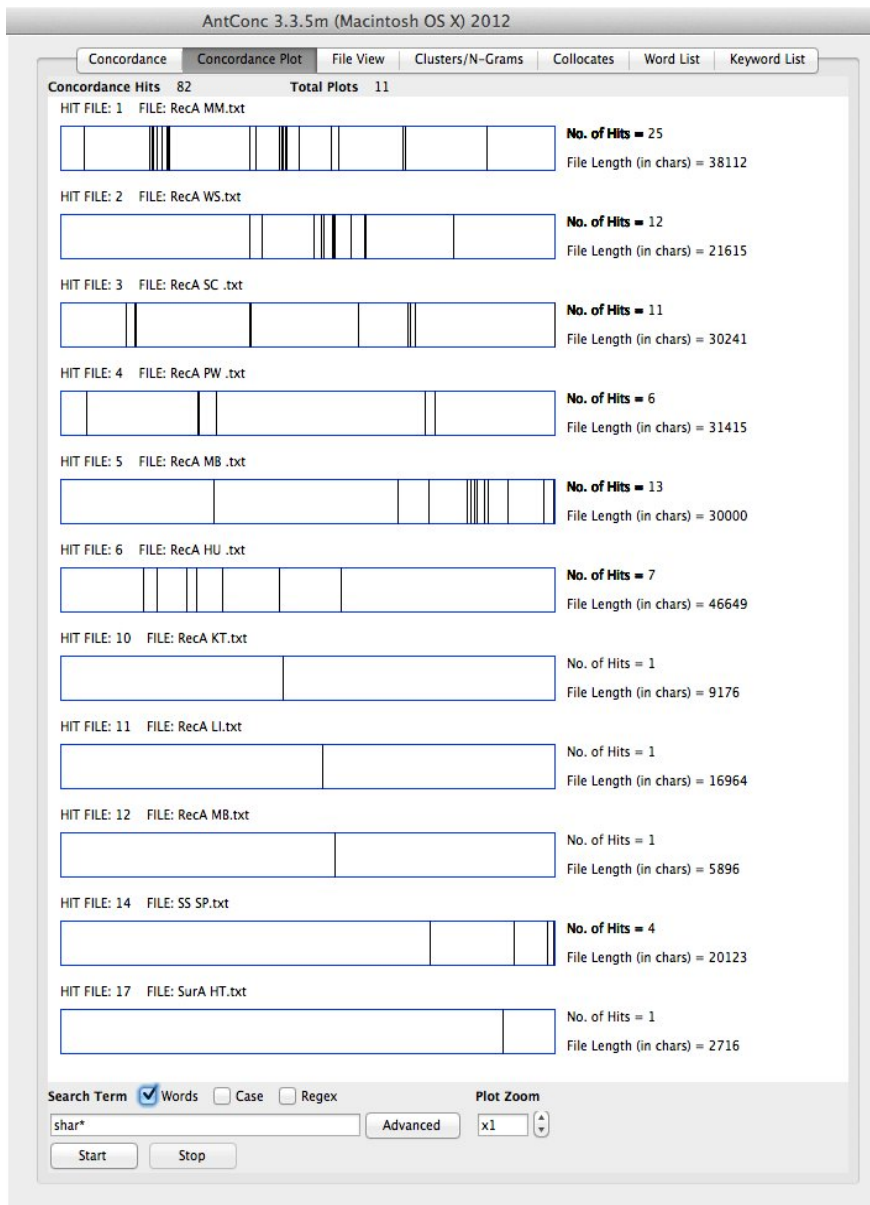 AntConc 3.3.5m (Macintosh OS X) 2012
Concordance Concordance Plot File View Clusters/N-Grams Collocates Word List Keyword List
Concordance Hits 82 Total Plots 11
HIT FILE: 1 FILE: RecA MM.txt
No. of Hits = 25
File Length (in chars) = 38112
HIT FILE: 2 FILE: RecA WS.txt
No. of Hits = 12
File Length (in chars) = 21615
HIT FILE: 3 FILE: RecA SC .txt
No. of Hits = 11
File Length (in chars) = 30241
HIT FILE: 4 FILE: RecA PW .txt
No. of Hits = 6
File Length (in chars) = 31415
HIT FILE: 5 FILE: RecA MB .txt
No. of Hits = 13
File Length (in chars) = 30000
HIT FILE: 6 FILE: RecA HU .txt
No. of Hits = 7
File Length (in chars) = 46649
HIT FILE: 10 FILE: RecA KT.txt
No. of Hits = 1
File Length (in chars) = 9176
HIT FILE: 11 FILE: RecA LI.txt
No. of Hits = 1
File Length (in chars) = 16964
HIT FILE: 12 FILE: RecA MB.txt
No. of Hits = 1
File Length (in chars) = 5896
HIT FILE: 14 FILE: SS SP.txt
No. of Hits = 4
File Length (in chars) = 20123
HIT FILE: 17 FILE: SurA HT.txt
No. of Hits = 1
File Length (in chars) = 2716
Search Term Words Case Regex Plot Zoom
shar* Advanced x1
Start Stop